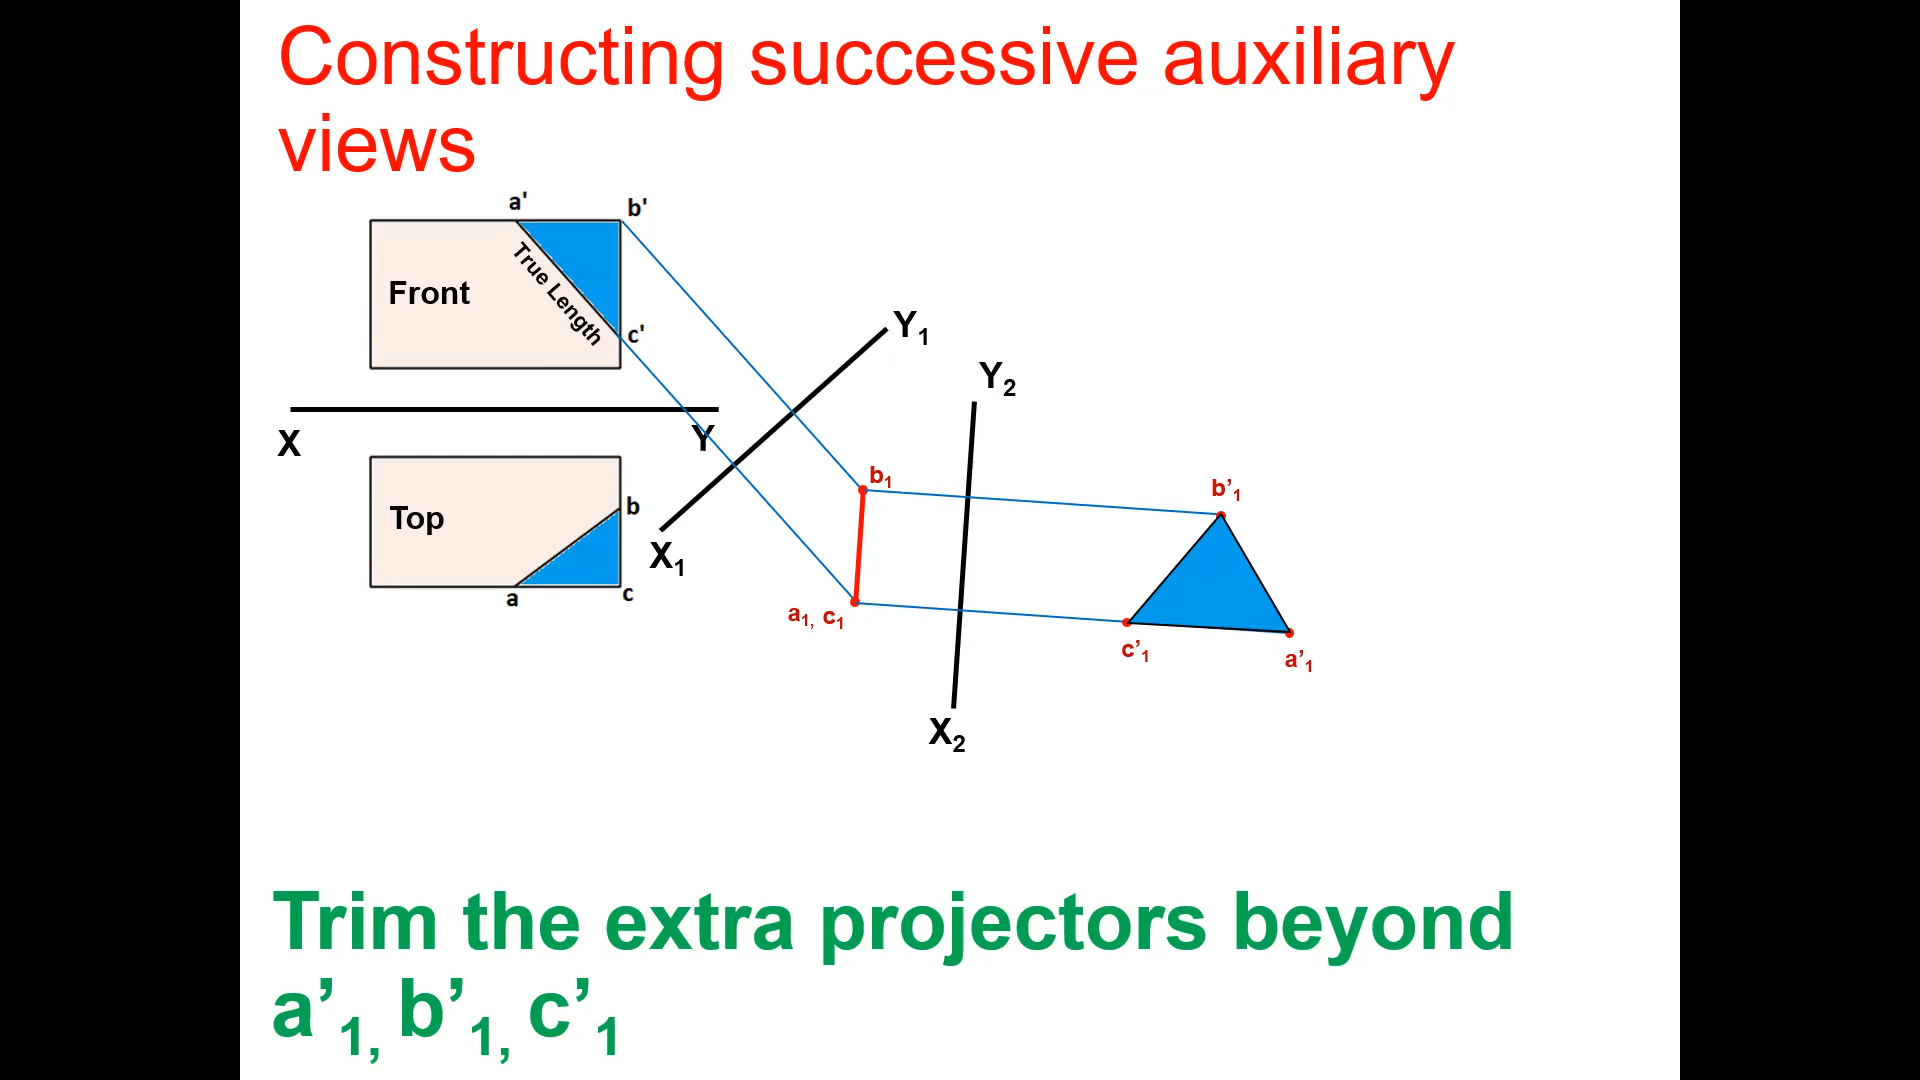 Constructing successive auxiliary
views
a'
b'
True Length
Front
c'
Y₁
Y₂
X
Y
b₁
b’₁
Top
b
X₁
a
c
a₁, c₁
c’₁
a’₁
X₂
Trim the extra projectors beyond
a’₁, b’₁, c’₁